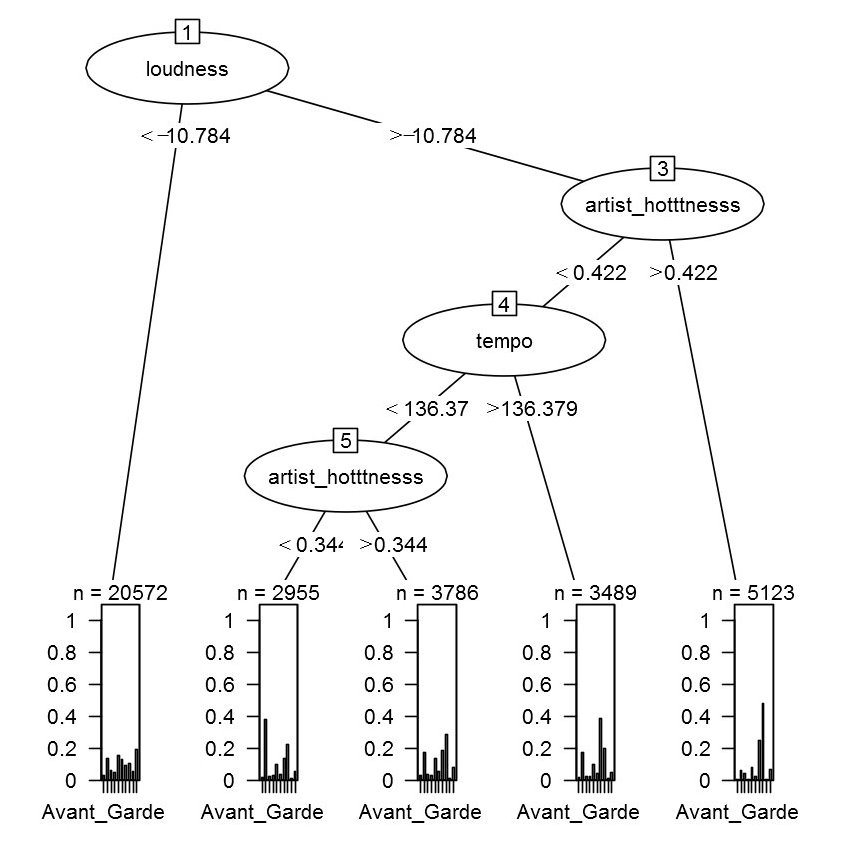 1
loudness
< −10.784 >−10.784
3
artist_hotttnesss
< 0.422 >0.422
4
tempo
< 136.37 >136.379
5
artist_hotttnesss
< 0.344 >0.344
n = 20572 n = 2955 n = 3786 n = 3489 n = 5123
1 1 1 1 1
0.8 0.8 0.8 0.8 0.8
0.6 0.6 0.6 0.6 0.6
0.4 0.4 0.4 0.4 0.4
0.2 0.2 0.2 0.2 0.2
0 0 0 0 0
Avant_Garde Avant_Garde Avant_Garde Avant_Garde Avant_Garde